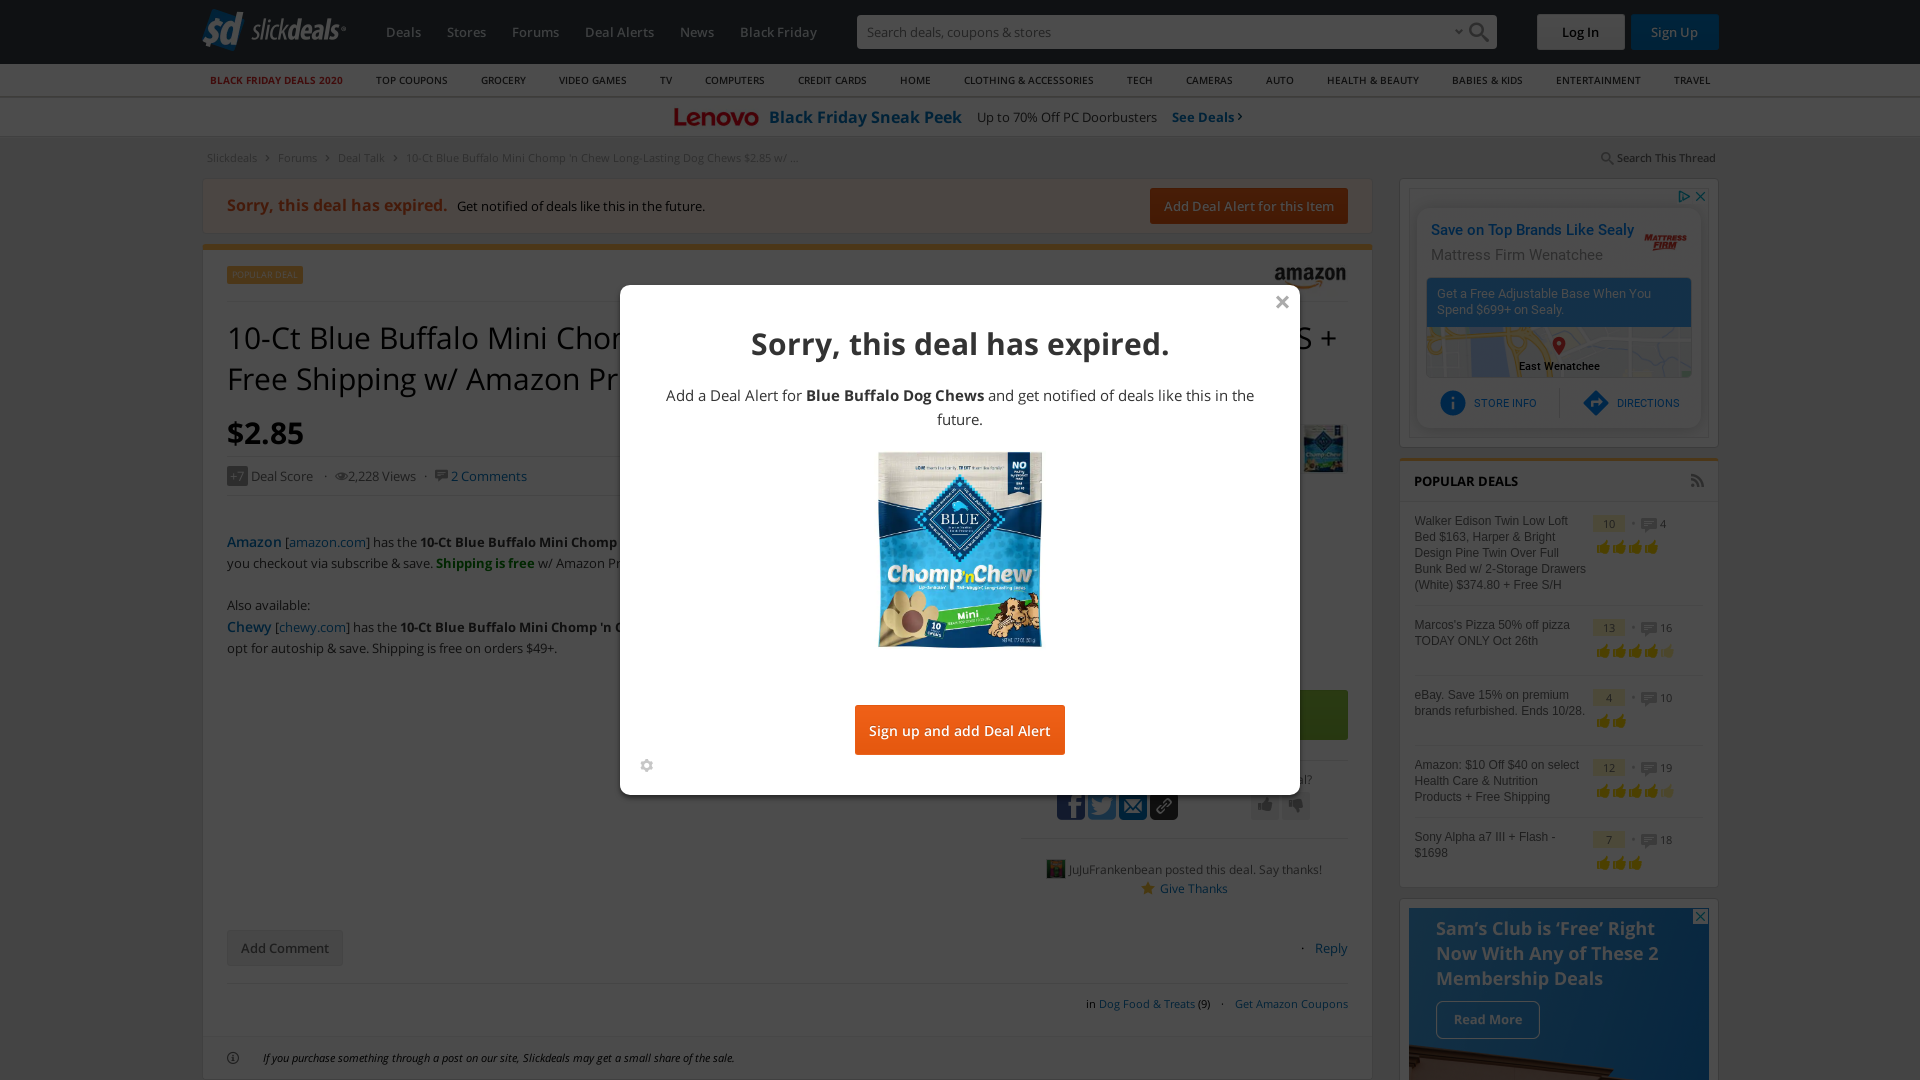 sd slickdeals
Deals Stores Forums Deal Alerts News Black Friday
Search deals, coupons & stores
Log In
Sign Up
BLACK FRIDAY DEALS 2020 TOP COUPONS GROCERY VIDEO GAMES TV COMPUTERS CREDIT CARDS HOME CLOTHING & ACCESSORIES TECH CAMERAS AUTO HEALTH & BEAUTY BABIES & KIDS ENTERTAINMENT TRAVEL
Lenovo Black Friday Sneak Peek Up to 70% Off PC Doorbusters See Deals
Slickdeals > Forums > Deal Talk > 10-Ct Blue Buffalo Mini Chomp 'n Chew Long-Lasting Dog Chews $2.85 w/ ...
Search This Thread
Sorry, this deal has expired. Get notified of deals like this in the future.
Add Deal Alert for this Item
POPULAR DEAL
amazon
10-Ct Blue Buffalo Mini Chom
S +
Free Shipping w/ Amazon Pr
$2.85
+7 Deal Score · 2,228 Views · 2 Comments
Amazon [amazon.com] has the 10-Ct Blue Buffalo Mini Chomp
you checkout via subscribe & save. Shipping is free w/ Amazon Pr
Also available:
Chewy [chewy.com] has the 10-Ct Blue Buffalo Mini Chomp 'n C
opt for autoship & save. Shipping is free on orders $49+.
Sorry, this deal has expired.
Add a Deal Alert for Blue Buffalo Dog Chews and get notified of deals like this in the
future.
NO
BLUE
Chomp 'n Chew
Mini
10
Sign up and add Deal Alert
al?
JuJuFrankenbean posted this deal. Say thanks!
Give Thanks
Add Comment
· Reply
in Dog Food & Treats (9) · Get Amazon Coupons
If you purchase something through a post on our site, Slickdeals may get a small share of the sale.
Save on Top Brands Like Sealy
MATTRESS FIRM
Mattress Firm Wenatchee
Get a Free Adjustable Base When You
Spend $699+ on Sealy.
East Wenatchee
STORE INFO
DIRECTIONS
POPULAR DEALS
Walker Edison Twin Low Loft
Bed $163, Harper & Bright
Design Pine Twin Over Full
Bunk Bed w/ 2-Storage Drawers
(White) $374.80 + Free S/H
10 · 4
Marcos's Pizza 50% off pizza
TODAY ONLY Oct 26th
13 · 16
eBay. Save 15% on premium
brands refurbished. Ends 10/28.
4 · 10
Amazon: $10 Off $40 on select
Health Care & Nutrition
Products + Free Shipping
12 · 19
Sony Alpha a7 III + Flash -
$1698
7 · 18
Sam's Club is 'Free' Right
Now With Any of These 2
Membership Deals
Read More